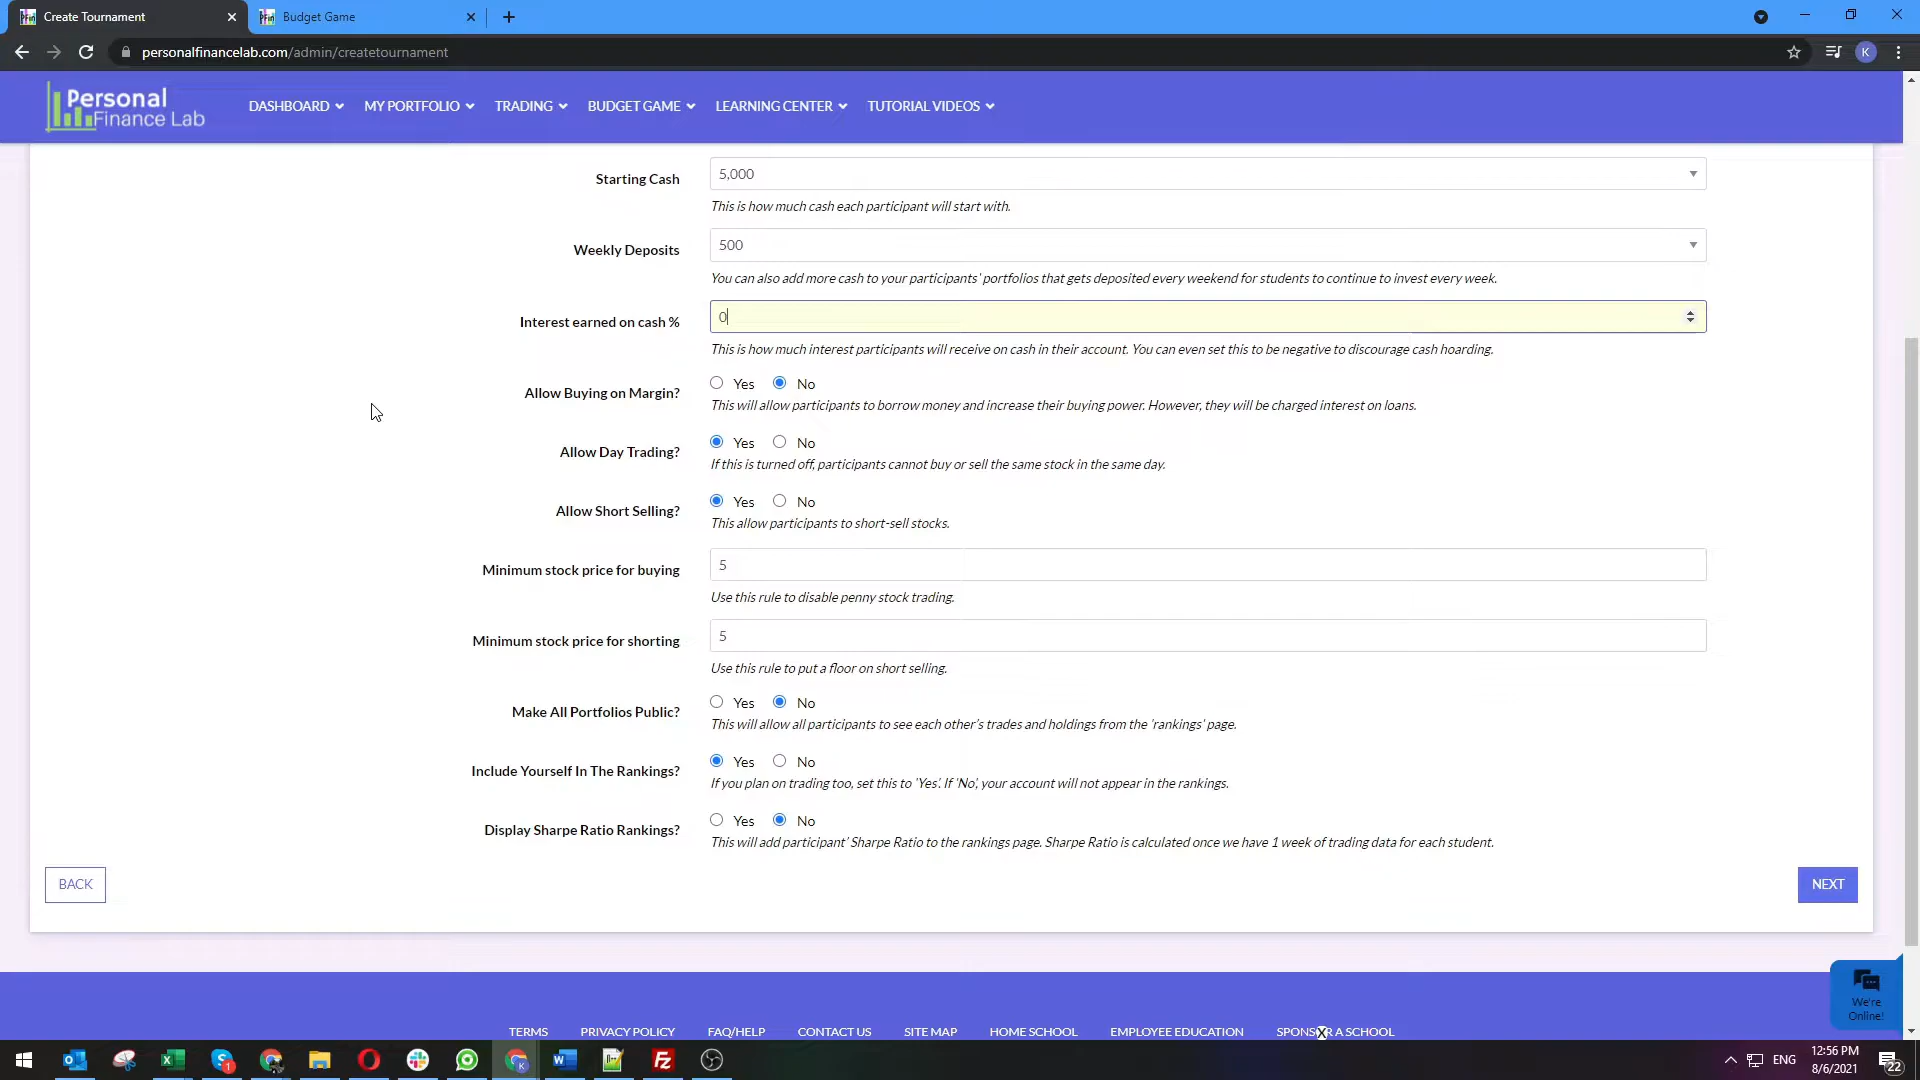 Create Tournament
Budget Game
personalfinancelab.com/admin/createtournament
K
Personal
Finance Lab
DASHBOARD
MY PORTFOLIO
TRADING
BUDGET GAME
LEARNING CENTER
TUTORIAL VIDEOS
Starting Cash
5,000
This is how much cash each participant will start with.
Weekly Deposits
500
You can also add more cash to your participants' portfolios that gets deposited every weekend for students to continue to invest every week.
Interest earned on cash %
0
This is how much interest participants will receive on cash in their account. You can even set this to be negative to discourage cash hoarding.
Allow Buying on Margin?
Yes No
This will allow participants to borrow money and increase their buying power. However, they will be charged interest on loans.
Allow Day Trading?
Yes No
If this is turned off, participants cannot buy or sell the same stock in the same day.
Allow Short Selling?
Yes No
This allow participants to short-sell stocks.
Minimum stock price for buying
5
Use this rule to disable penny stock trading.
Minimum stock price for shorting
5
Use this rule to put a floor on short selling.
Make All Portfolios Public?
Yes No
This will allow all participants to see each other's trades and holdings from the 'rankings' page.
Include Yourself In The Rankings?
Yes No
If you plan on trading too, set this to 'Yes'. If 'No', your account will not appear in the rankings.
Display Sharpe Ratio Rankings?
Yes No
This will add participant' Sharpe Ratio to the rankings page. Sharpe Ratio is calculated once we have 1 week of trading data for each student.
BACK
NEXT
We're
Online!
TERMS
PRIVACY POLICY
FAQ/HELP
CONTACT US
SITE MAP
HOME SCHOOL
EMPLOYEE EDUCATION
SPONSOR A SCHOOL
ENG
12:56 PM
8/6/2021
22